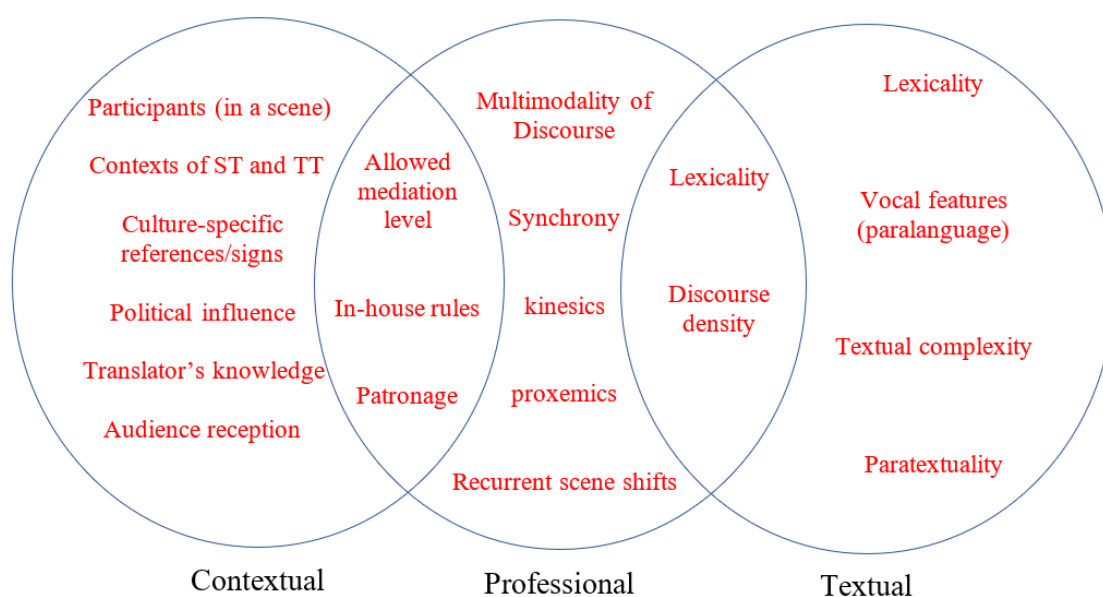 Participants (in a scene)
Contexts of ST and TT
Culture-specific
references/signs
Political influence
Translator’s knowledge
Audience reception
Allowed
mediation
level
In-house rules
Patronage
Multimodality of
Discourse
Synchrony
kinesics
proxemics
Recurrent scene shifts
Lexicality
Discourse
density
Lexicality
Vocal features
(paralanguage)
Textual complexity
Paratextuality
Contextual
Professional
Textual